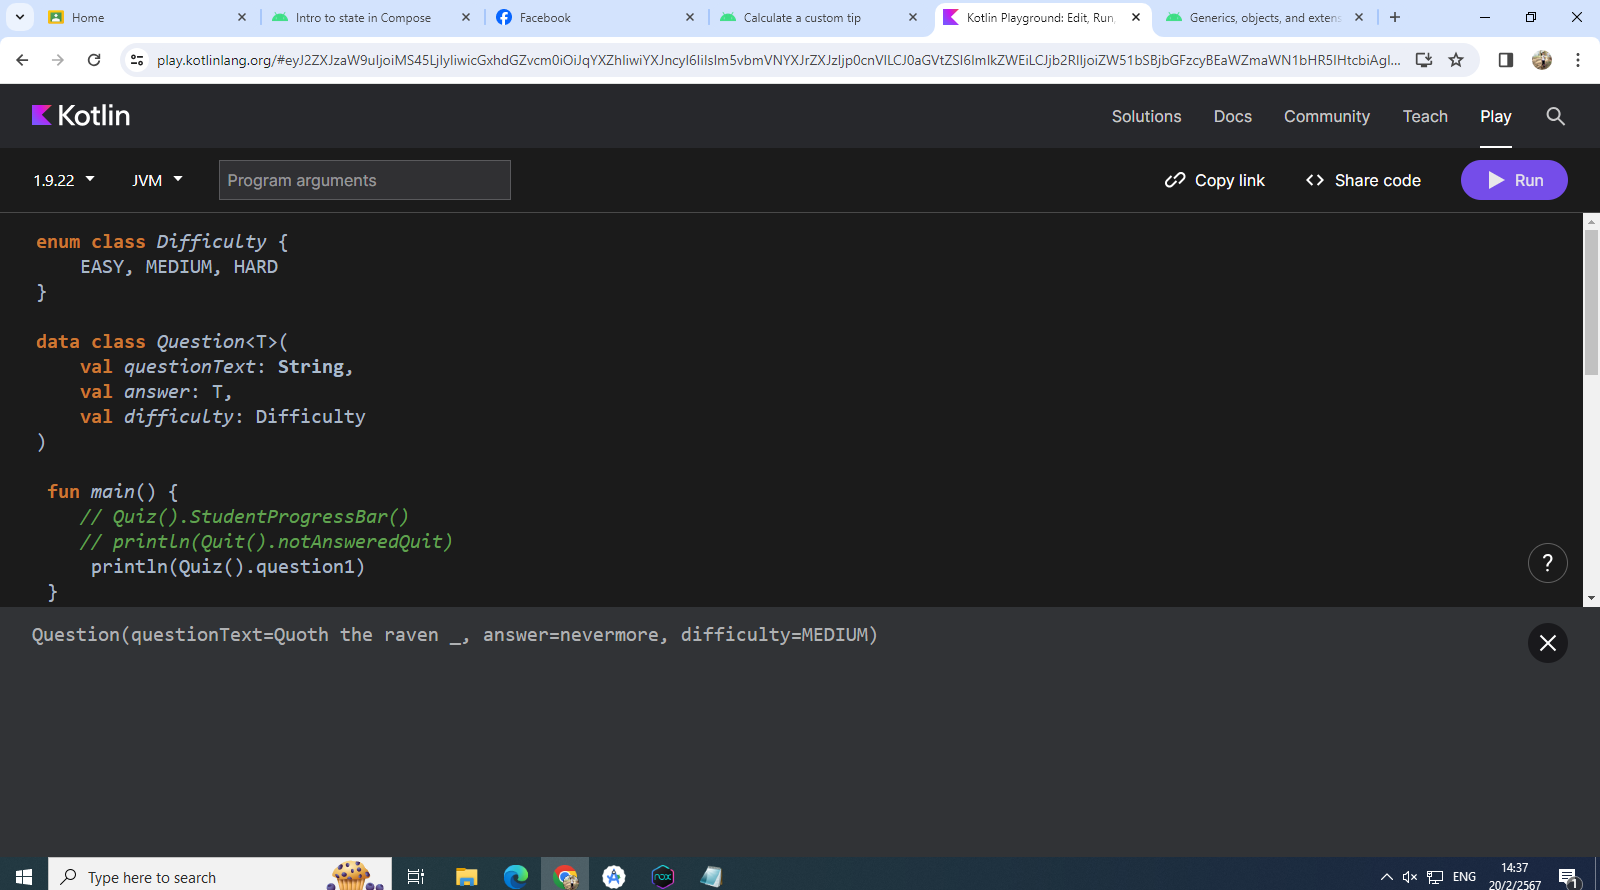 Home
Intro to state in Compose
Facebook
Calculate a custom tip
Kotlin Playground: Edit, Run,
Generics, objects, and extens
Kotlin
Solutions
Docs
Community
Teach
Play
1.9.22
JVM
Program arguments
Copy link
Share code
Run
enum class Difficulty {
EASY, MEDIUM, HARD
}
data class Question<T>(
val questionText: String,
val answer: T,
val difficulty: Difficulty
)
fun main() {
// Quiz().StudentProgressBar()
// println(Quit().notAnsweredQuit)
println(Quiz().question1)
}
?
Question(questionText=Quoth the raven _, answer=nevermore, difficulty=MEDIUM)
Type here to search
ENG
14:37
20/2/2567